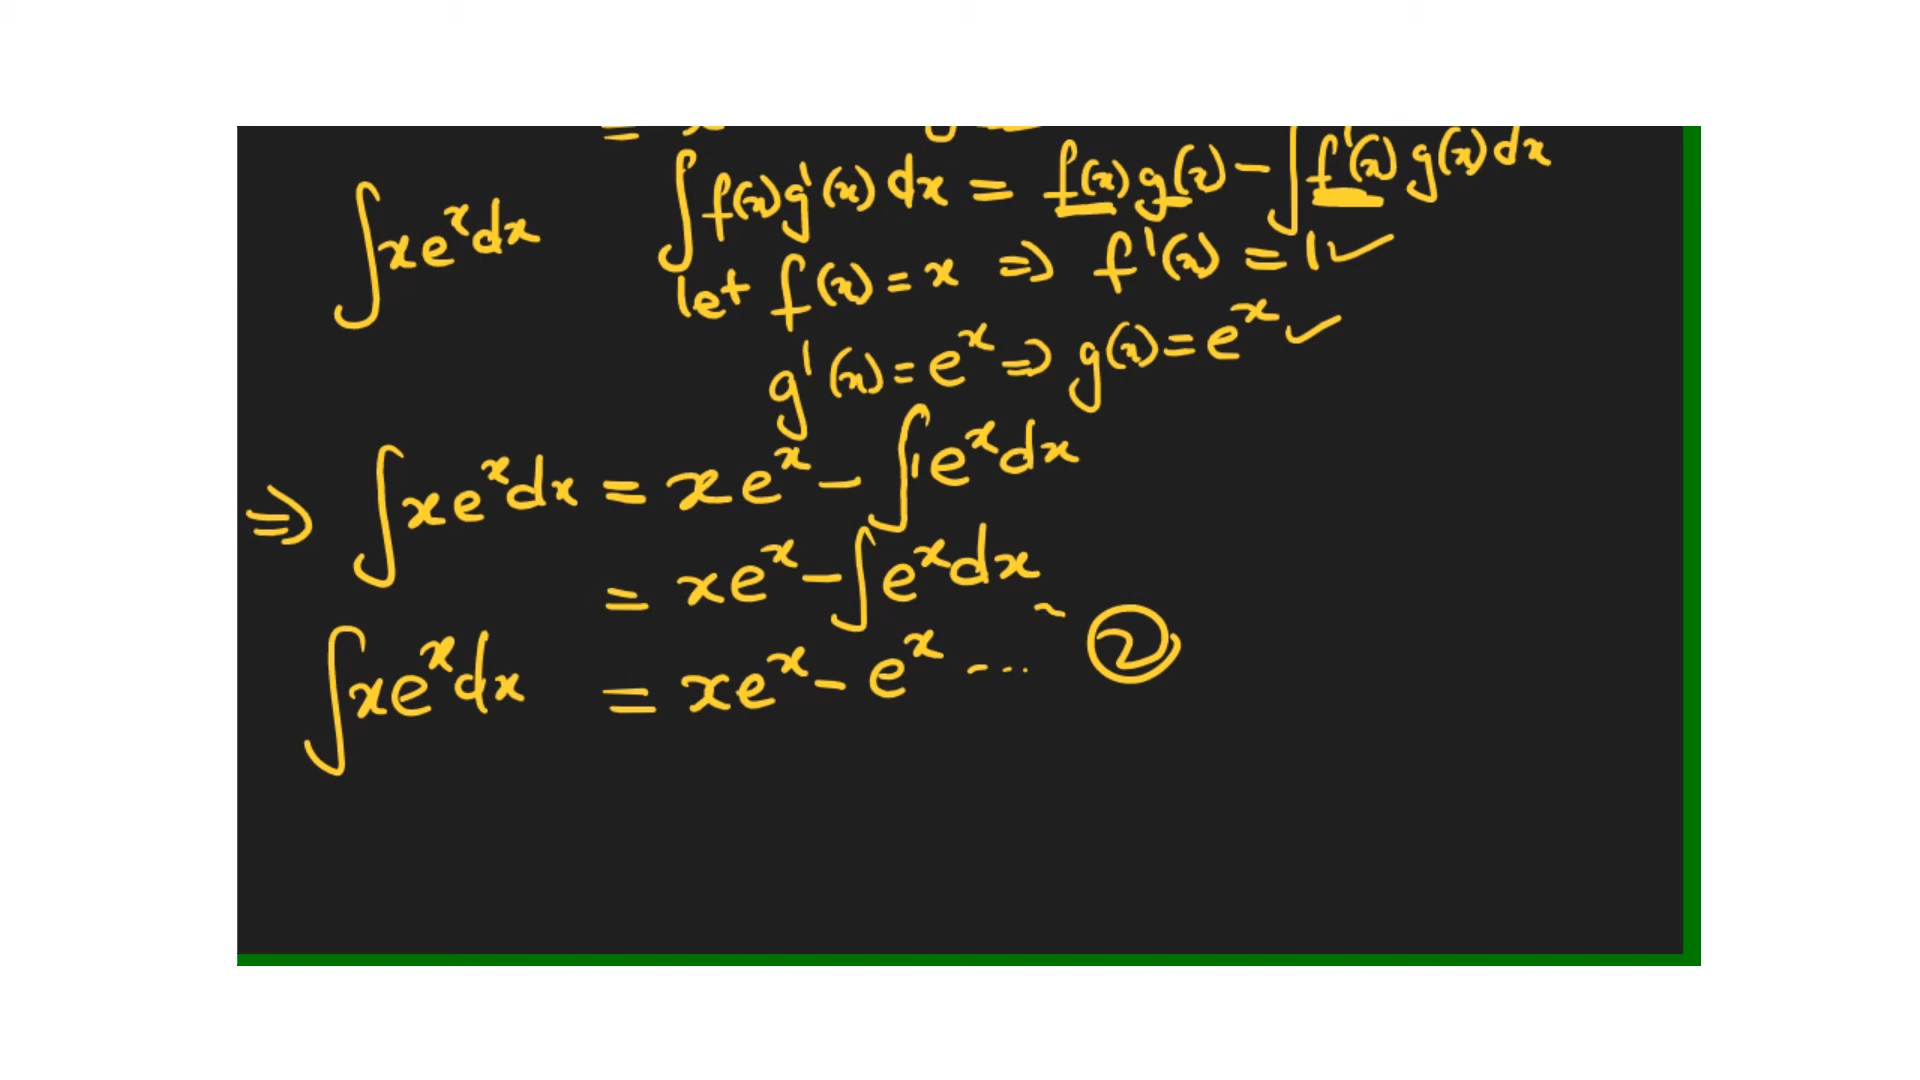 ∫f(x)g'(x)dx = f(x)g(x) - ∫f'(x)g(x)dx
∫xeˣdx
let f(x) = x ⇒ f'(x) = 1 ✓
g'(x) = eˣ ⇒ g(x) = eˣ ✓
⇒ ∫xeˣdx = xeˣ - ∫1eˣdx
= xeˣ - ∫eˣdx
∫xeˣdx = xeˣ - eˣ ... ②